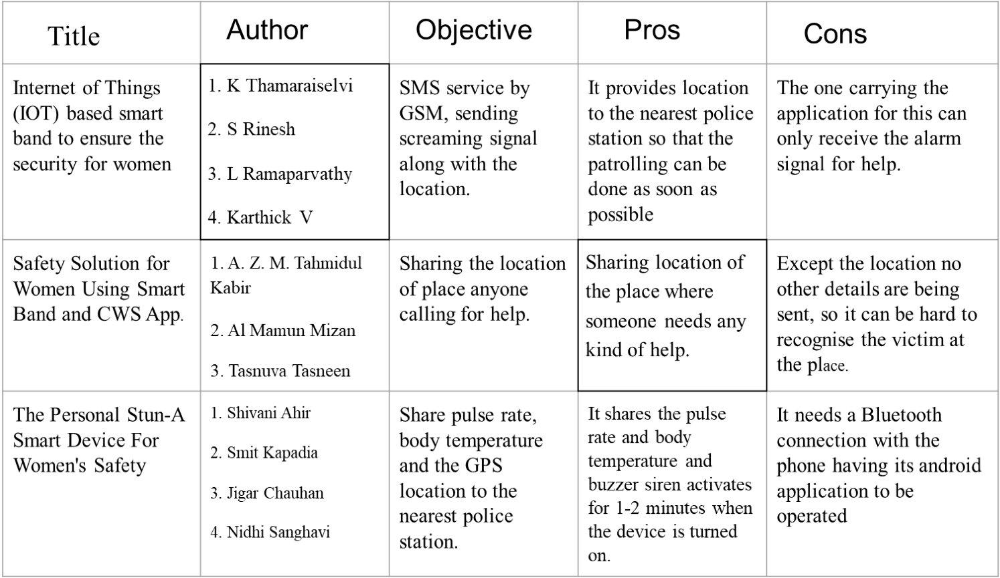 Title
Author
Objective
Pros
Cons
Internet of Things
(IOT) based smart
band to ensure the
security for women
1. K Thamaraiselvi
2. S Rinesh
3. L Ramaparvathy
4. Karthick V
SMS service by
GSM, sending
screaming signal
along with the
location.
It provides location
to the nearest police
station so that the
patrolling can be
done as soon as
possible
The one carrying the
application for this can
only receive the alarm
signal for help.
Safety Solution for
Women Using Smart
Band and CWS App.
1. A. Z. M. Tahmidul
Kabir
2. Al Mamun Mizan
3. Tasnuva Tasneen
Sharing the location
of place anyone
calling for help.
Sharing location of
the place where
someone needs any
kind of help.
Except the location no
other details are being
sent, so it can be hard to
recognise the victim at
the place.
The Personal Stun-A
Smart Device For
Women's Safety
1. Shivani Ahir
2. Smit Kapadia
3. Jigar Chauhan
4. Nidhi Sanghavi
Share pulse rate,
body temperature
and the GPS
location to the
nearest police
station.
It shares the pulse
rate and body
temperature and
buzzer siren activates
for 1-2 minutes when
the device is turned
on.
It needs a Bluetooth
connection with the
phone having its android
application to be
operated